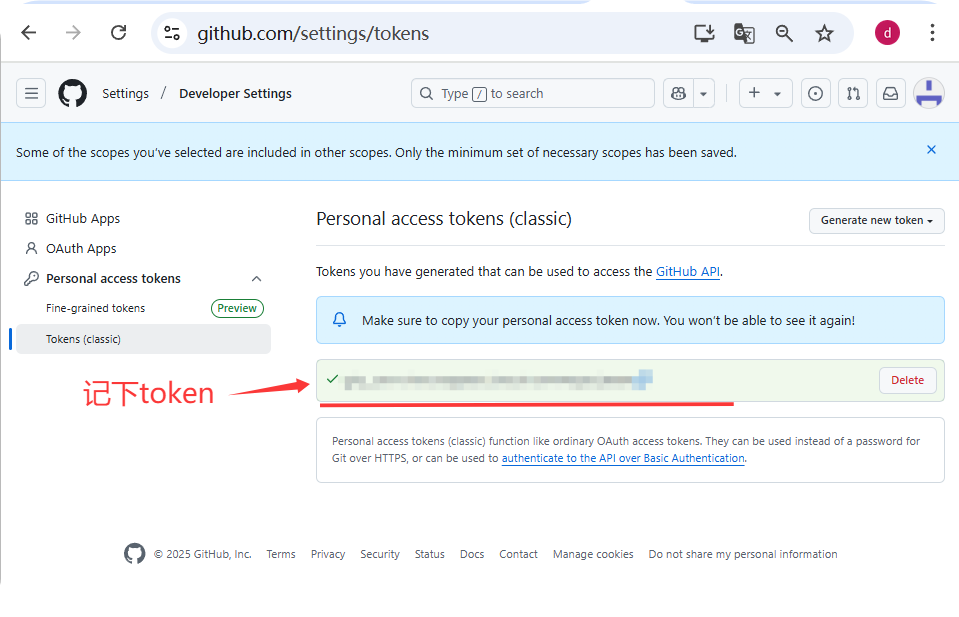 github.com/settings/tokens
d
Settings / Developer Settings
Type / to search
Some of the scopes you've selected are included in other scopes. Only the minimum set of necessary scopes has been saved.
GitHub Apps
OAuth Apps
Personal access tokens
Fine-grained tokens
Preview
Tokens (classic)
Personal access tokens (classic)
Generate new token
Tokens you have generated that can be used to access the GitHub API.
Make sure to copy your personal access token now. You won't be able to see it again!
记下token
Delete
Personal access tokens (classic) function like ordinary OAuth access tokens. They can be used instead of a password for
Git over HTTPS, or can be used to authenticate to the API over Basic Authentication.
© 2025 GitHub, Inc. Terms Privacy Security Status Docs Contact Manage cookies Do not share my personal information